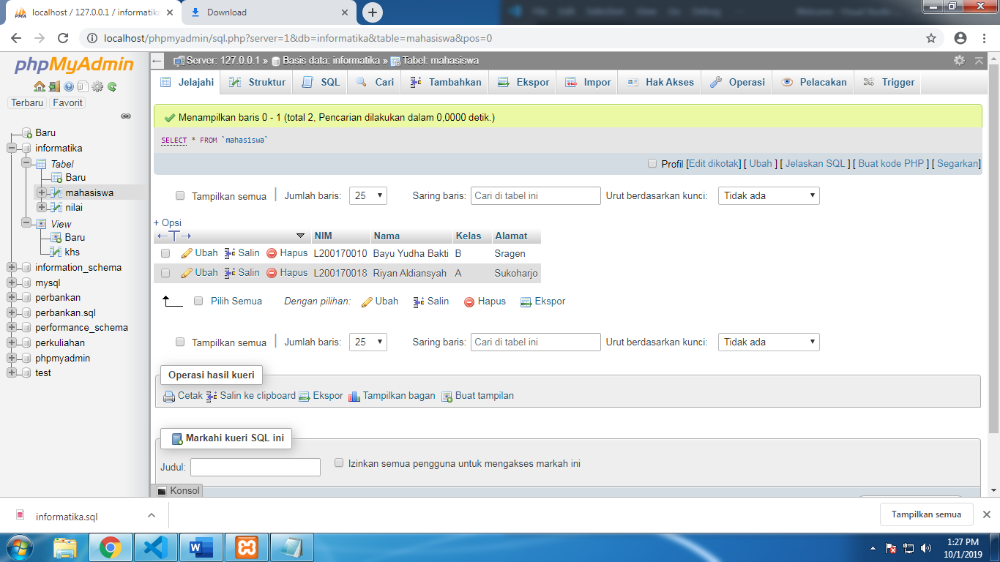 localhost / 127.0.0.1 / informatika
Download
localhost/phpmyadmin/sql.php?server=1&db=informatika&table=mahasiswa&pos=0
phpMyAdmin
Terbaru Favorit
Baru
informatika
Tabel
Baru
mahasiswa
nilai
View
Baru
khs
information_schema
mysql
perbankan
perbankan.sql
performance_schema
perkuliahan
phpmyadmin
test
Server: 127.0.0.1 » Basis data: informatika » Tabel: mahasiswa
Jelajahi Struktur SQL Cari Tambahkan Ekspor Impor Hak Akses Operasi Pelacakan Trigger
Menampilkan baris 0 - 1 (total 2, Pencarian dilakukan dalam 0,0000 detik.)
SELECT * FROM `mahasiswa`
Profil [Edit dikotak] [ Ubah ] [ Jelaskan SQL ] [ Buat kode PHP ] [ Segarkan]
Tampilkan semua Jumlah baris: 25 Saring baris: Cari di tabel ini Urut berdasarkan kunci: Tidak ada
+ Opsi
NIM Nama Kelas Alamat
Ubah Salin Hapus L200170010 Bayu Yudha Bakti B Sragen
Ubah Salin Hapus L200170018 Riyan Aldiansyah A Sukoharjo
Pilih Semua Dengan pilihan: Ubah Salin Hapus Ekspor
Tampilkan semua Jumlah baris: 25 Saring baris: Cari di tabel ini Urut berdasarkan kunci: Tidak ada
Operasi hasil kueri
Cetak Salin ke clipboard Ekspor Tampilkan bagan Buat tampilan
Markahi kueri SQL ini
Judul: Izinkan semua pengguna untuk mengakses markah ini
Konsol
informatika.sql
Tampilkan semua
1:27 PM
10/1/2019